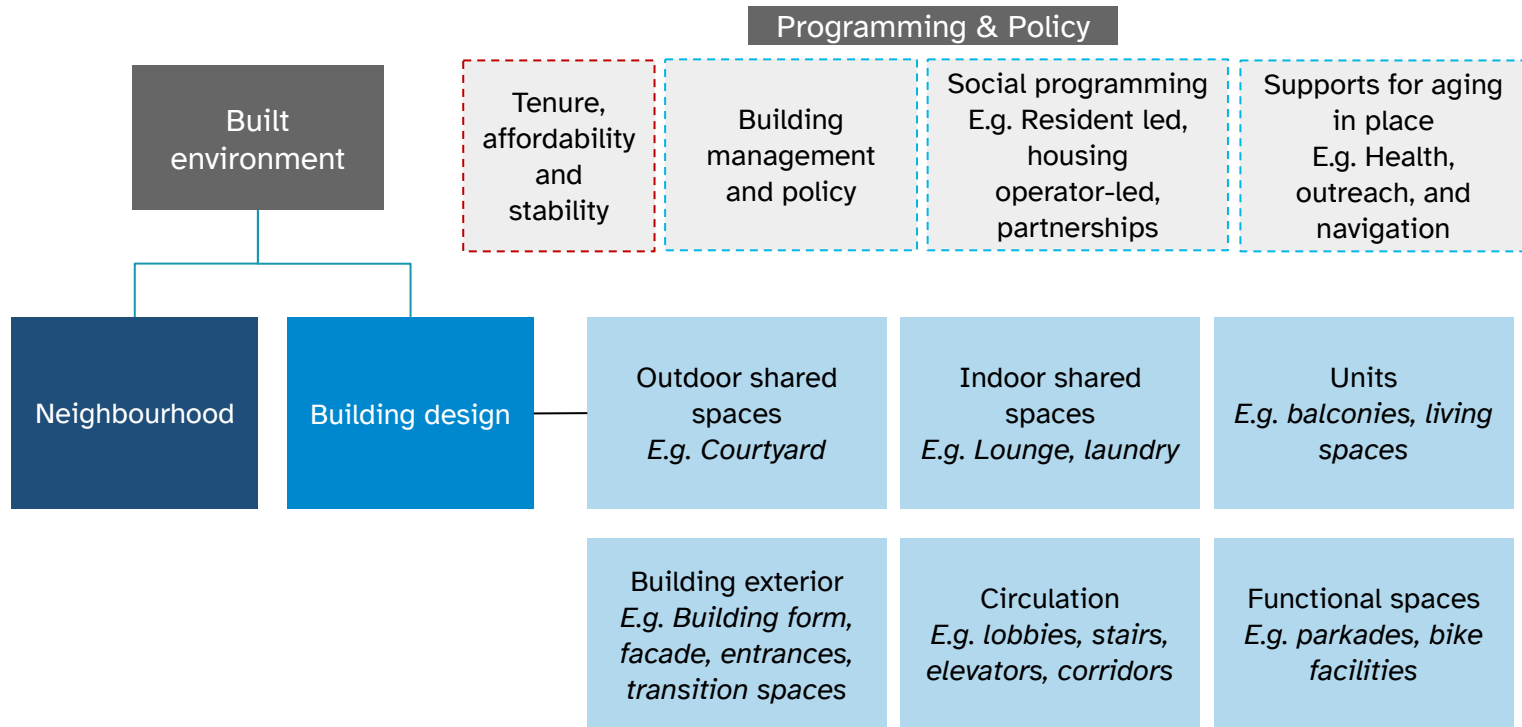 Programming & Policy
Built
environment
Tenure,
affordability
and
stability
Building
management
and policy
Social programming
E.g. Resident led,
housing
operator-led,
partnerships
Supports for aging
in place
E.g. Health,
outreach, and
navigation
Neighbourhood
Building design
Outdoor shared
spaces
E.g. Courtyard
Indoor shared
spaces
E.g. Lounge, laundry
Units
E.g. balconies, living
spaces
Building exterior
E.g. Building form,
facade, entrances,
transition spaces
Circulation
E.g. lobbies, stairs,
elevators, corridors
Functional spaces
E.g. parkades, bike
facilities